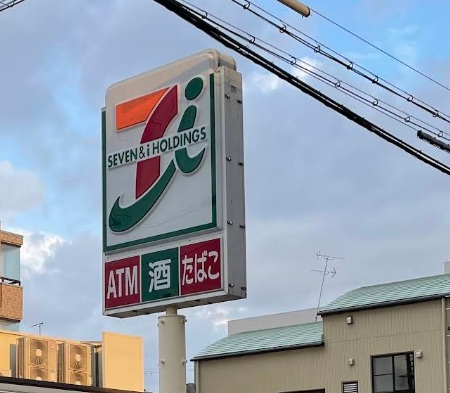 SEVEN&i HOLDINGS
ATM 酒 たばこ